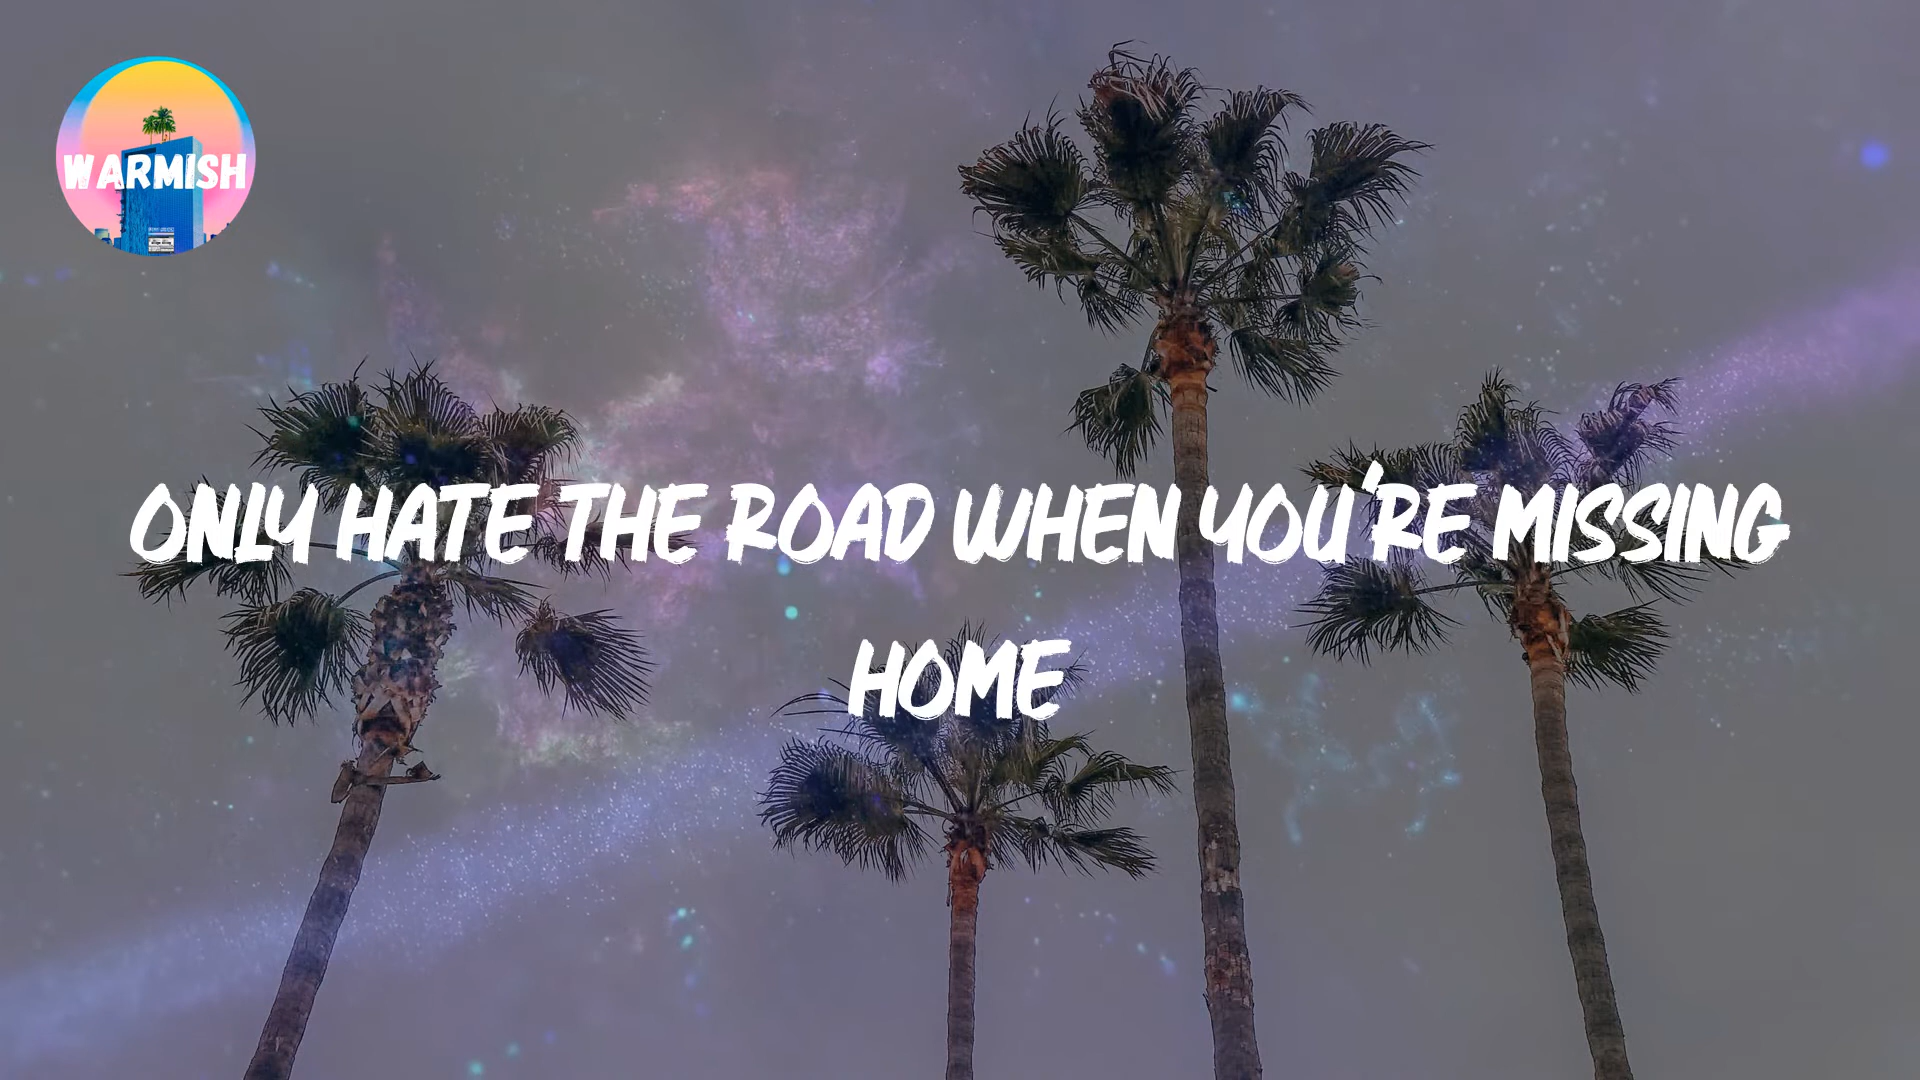 WARMISH
ONLY HATE THE ROAD WHEN YOU'RE MISSING
HOME